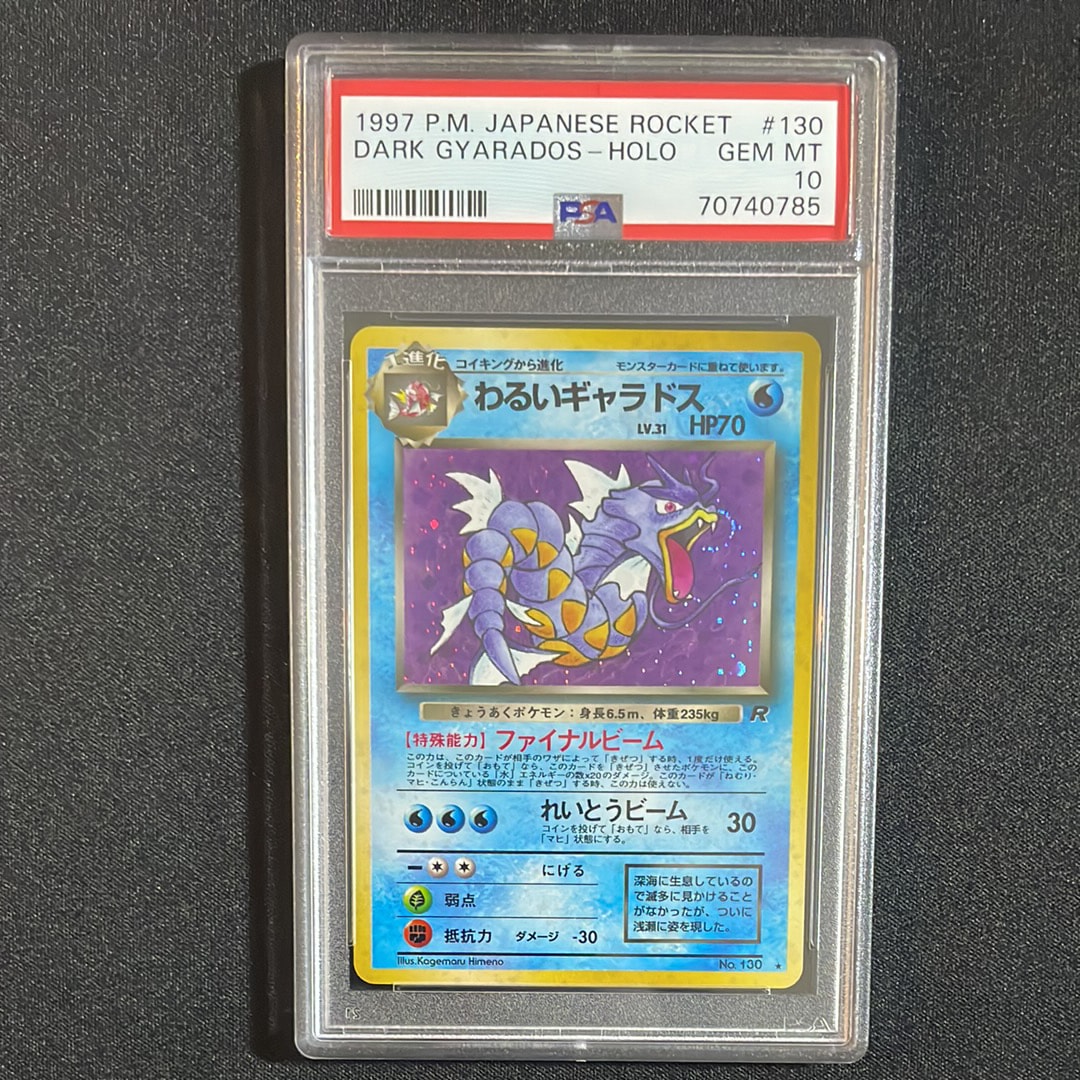 1997 P.M. JAPANESE ROCKET #130
DARK GYARADOS-HOLO GEM MT
10
PSA 70740785
1進化 コイキングから進化 モンスターカードに重ねて使います。
わるいギャラドス
LV.31 HP70
きょうあくポケモン:身長6.5m、体重235kg R
【特殊能力】ファイナルビーム
この力は、このカードが相手のワザによって「きぜつ」する時、1度だけ使える。
コインを投げて「おもて」なら、このカードを「きぜつ」させたポケモンに、この
カードについている「水」エネルギーの数×20のダメージ。このカードが「ねむり・
マヒ・こんらん」状態のまま「きぜつ」する時、この力は使えない。
れいとうビーム 30
コインを投げて「おもて」なら、相手を
「マヒ」状態にする。
にげる
弱点
抵抗力 ダメージ -30
深海に生息しているの
で滅多に見かけること
がなかったが、ついに
浅瀬に姿を現した。
Illus.Kagemaru Himeno No. 130 ★